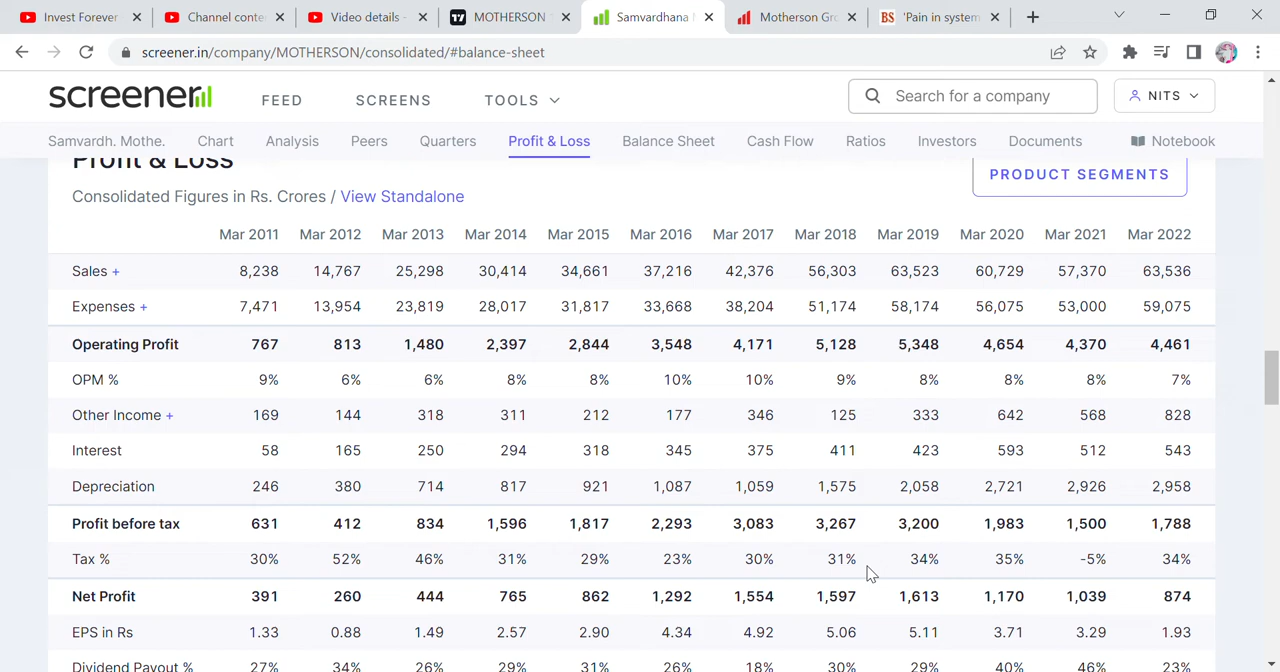 Invest Forever
Channel conte
Video details -
MOTHERSON
Samvardhana
Motherson Gr
BS 'Pain in system
screener.in/company/MOTHERSON/consolidated/#balance-sheet
screener FEED SCREENS TOOLS Search for a company NITS
Samvardh. Mothe. Chart Analysis Peers Quarters Profit & Loss Balance Sheet Cash Flow Ratios Investors Documents Notebook
Profit & Loss
PRODUCT SEGMENTS
Consolidated Figures in Rs. Crores / View Standalone
Mar 2011 Mar 2012 Mar 2013 Mar 2014 Mar 2015 Mar 2016 Mar 2017 Mar 2018 Mar 2019 Mar 2020 Mar 2021 Mar 2022
Sales + 8,238 14,767 25,298 30,414 34,661 37,216 42,376 56,303 63,523 60,729 57,370 63,536
Expenses + 7,471 13,954 23,819 28,017 31,817 33,668 38,204 51,174 58,174 56,075 53,000 59,075
Operating Profit 767 813 1,480 2,397 2,844 3,548 4,171 5,128 5,348 4,654 4,370 4,461
OPM % 9% 6% 6% 8% 8% 10% 10% 9% 8% 8% 8% 7%
Other Income + 169 144 318 311 212 177 346 125 333 642 568 828
Interest 58 165 250 294 318 345 375 411 423 593 512 543
Depreciation 246 380 714 817 921 1,087 1,059 1,575 2,058 2,721 2,926 2,958
Profit before tax 631 412 834 1,596 1,817 2,293 3,083 3,267 3,200 1,983 1,500 1,788
Tax % 30% 52% 46% 31% 29% 23% 30% 31% 34% 35% -5% 34%
Net Profit 391 260 444 765 862 1,292 1,554 1,597 1,613 1,170 1,039 874
EPS in Rs 1.33 0.88 1.49 2.57 2.90 4.34 4.92 5.06 5.11 3.71 3.29 1.93
Dividend Payout % 27% 34% 26% 29% 31% 26% 18% 30% 29% 40% 46% 23%